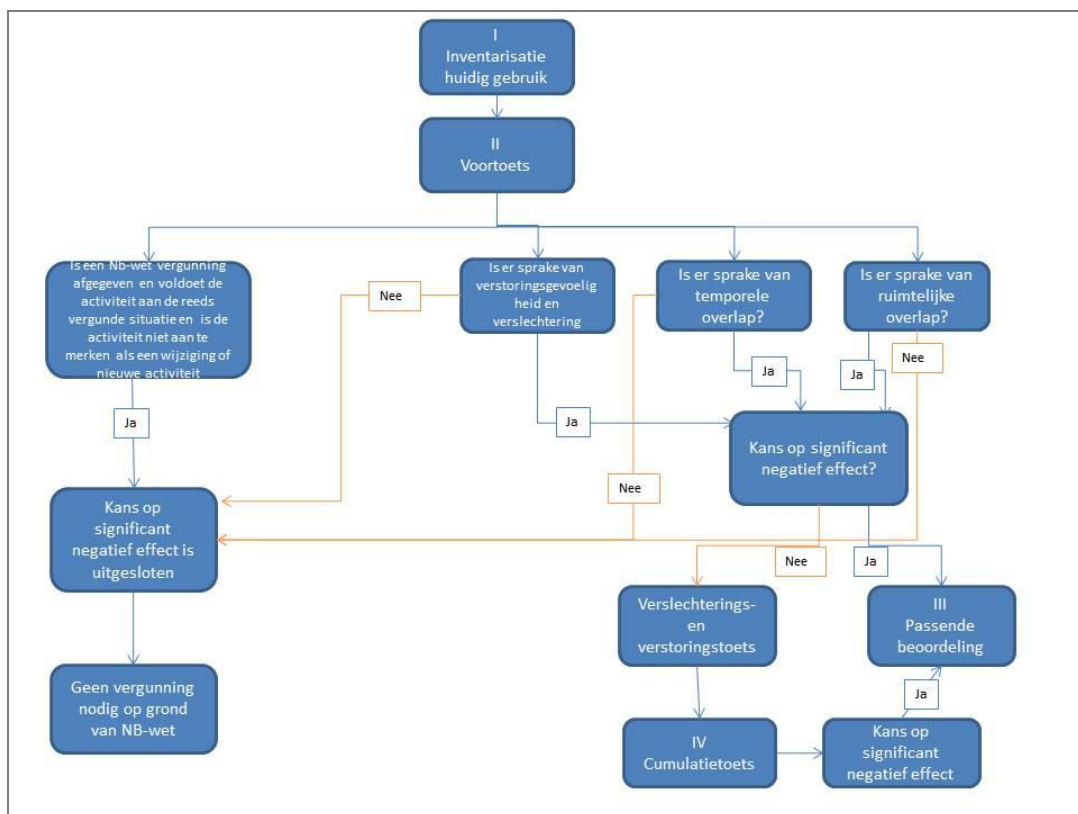 I
Inventarisatie
huidig gebruik
II
Voortoets
Is een Nb-wet vergunning
afgegeven en voldoet de
activiteit aan de reeds
vergunde situatie en is de
activiteit niet aan te
merken als een wijziging of
nieuwe activiteit
Nee
Is er sprake van
verstoringsgevoelig
heid en
verslechtering
Is er sprake van
temporele
overlap?
Is er sprake van
ruimtelijke
overlap?
Nee
Ja
Ja
Ja
Ja
Kans op significant
negatief effect?
Nee
Kans op
significant
negatief effect is
uitgesloten
Nee
Ja
Verslechterings-
en
verstoringstoets
III
Passende
beoordeling
Geen vergunning
nodig op grond
van NB-wet
Ja
IV
Cumulatietoets
Kans op
significant
negatief effect